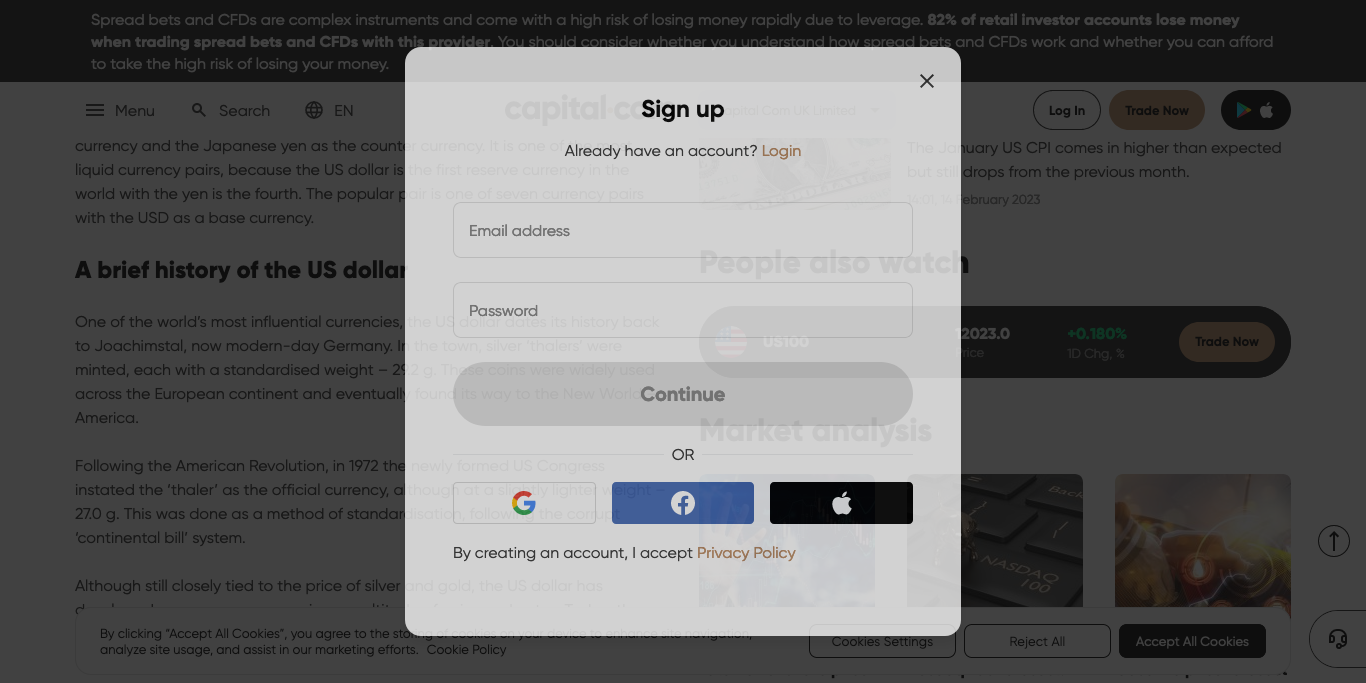 Spread bets and CFDs are complex instruments and come with a high risk of losing money rapidly due to leverage. 82% of retail investor accounts lose money
when trading spread bets and CFDs with this provider. You should consider whether you understand how spread bets and CFDs work and whether you can afford
to take the high risk of losing your money.
Menu
Search
EN
capital.co
Capital Com UK Limited
Log In
Trade Now
currency and the Japanese yen as the counter currency. It is one of the most
liquid currency pairs, because the US dollar is the first reserve currency in the
world with the yen is the fourth. The popular pair is one of seven currency pairs
with the USD as a base currency.
A brief history of the US dollar
One of the world's most influential currencies, the US dollar dates its history back
to Joachimstal, now modern-day Germany. In the town, silver 'thalers' were
minted, each with a standardised weight – 29.2 g. These coins were widely used
across the European continent and eventually found its way to the New World
America.
Following the American Revolution, in 1972 the newly formed US Congress
instated the 'thaler' as the official currency, although at a slightly lighter weight –
27.0 g. This was done as a method of standardisation, following the corrupt
'continental bill' system.
Although still closely tied to the price of silver and gold, the US dollar has
Sign up
Already have an account? Login
Email address
Password
Continue
OR
By creating an account, I accept Privacy Policy
The January US CPI comes in higher than expected
but still drops from the previous month.
14:01, 14 February 2023
People also watch
US100
12023.0
Price
+0.180%
1D Chg, %
Trade Now
Market analysis
Back
NASDAQ
100
By clicking "Accept All Cookies", you agree to the storing of cookies on your device to enhance site navigation,
analyze site usage, and assist in our marketing efforts. Cookie Policy
Cookies Settings
Reject All
Accept All Cookies